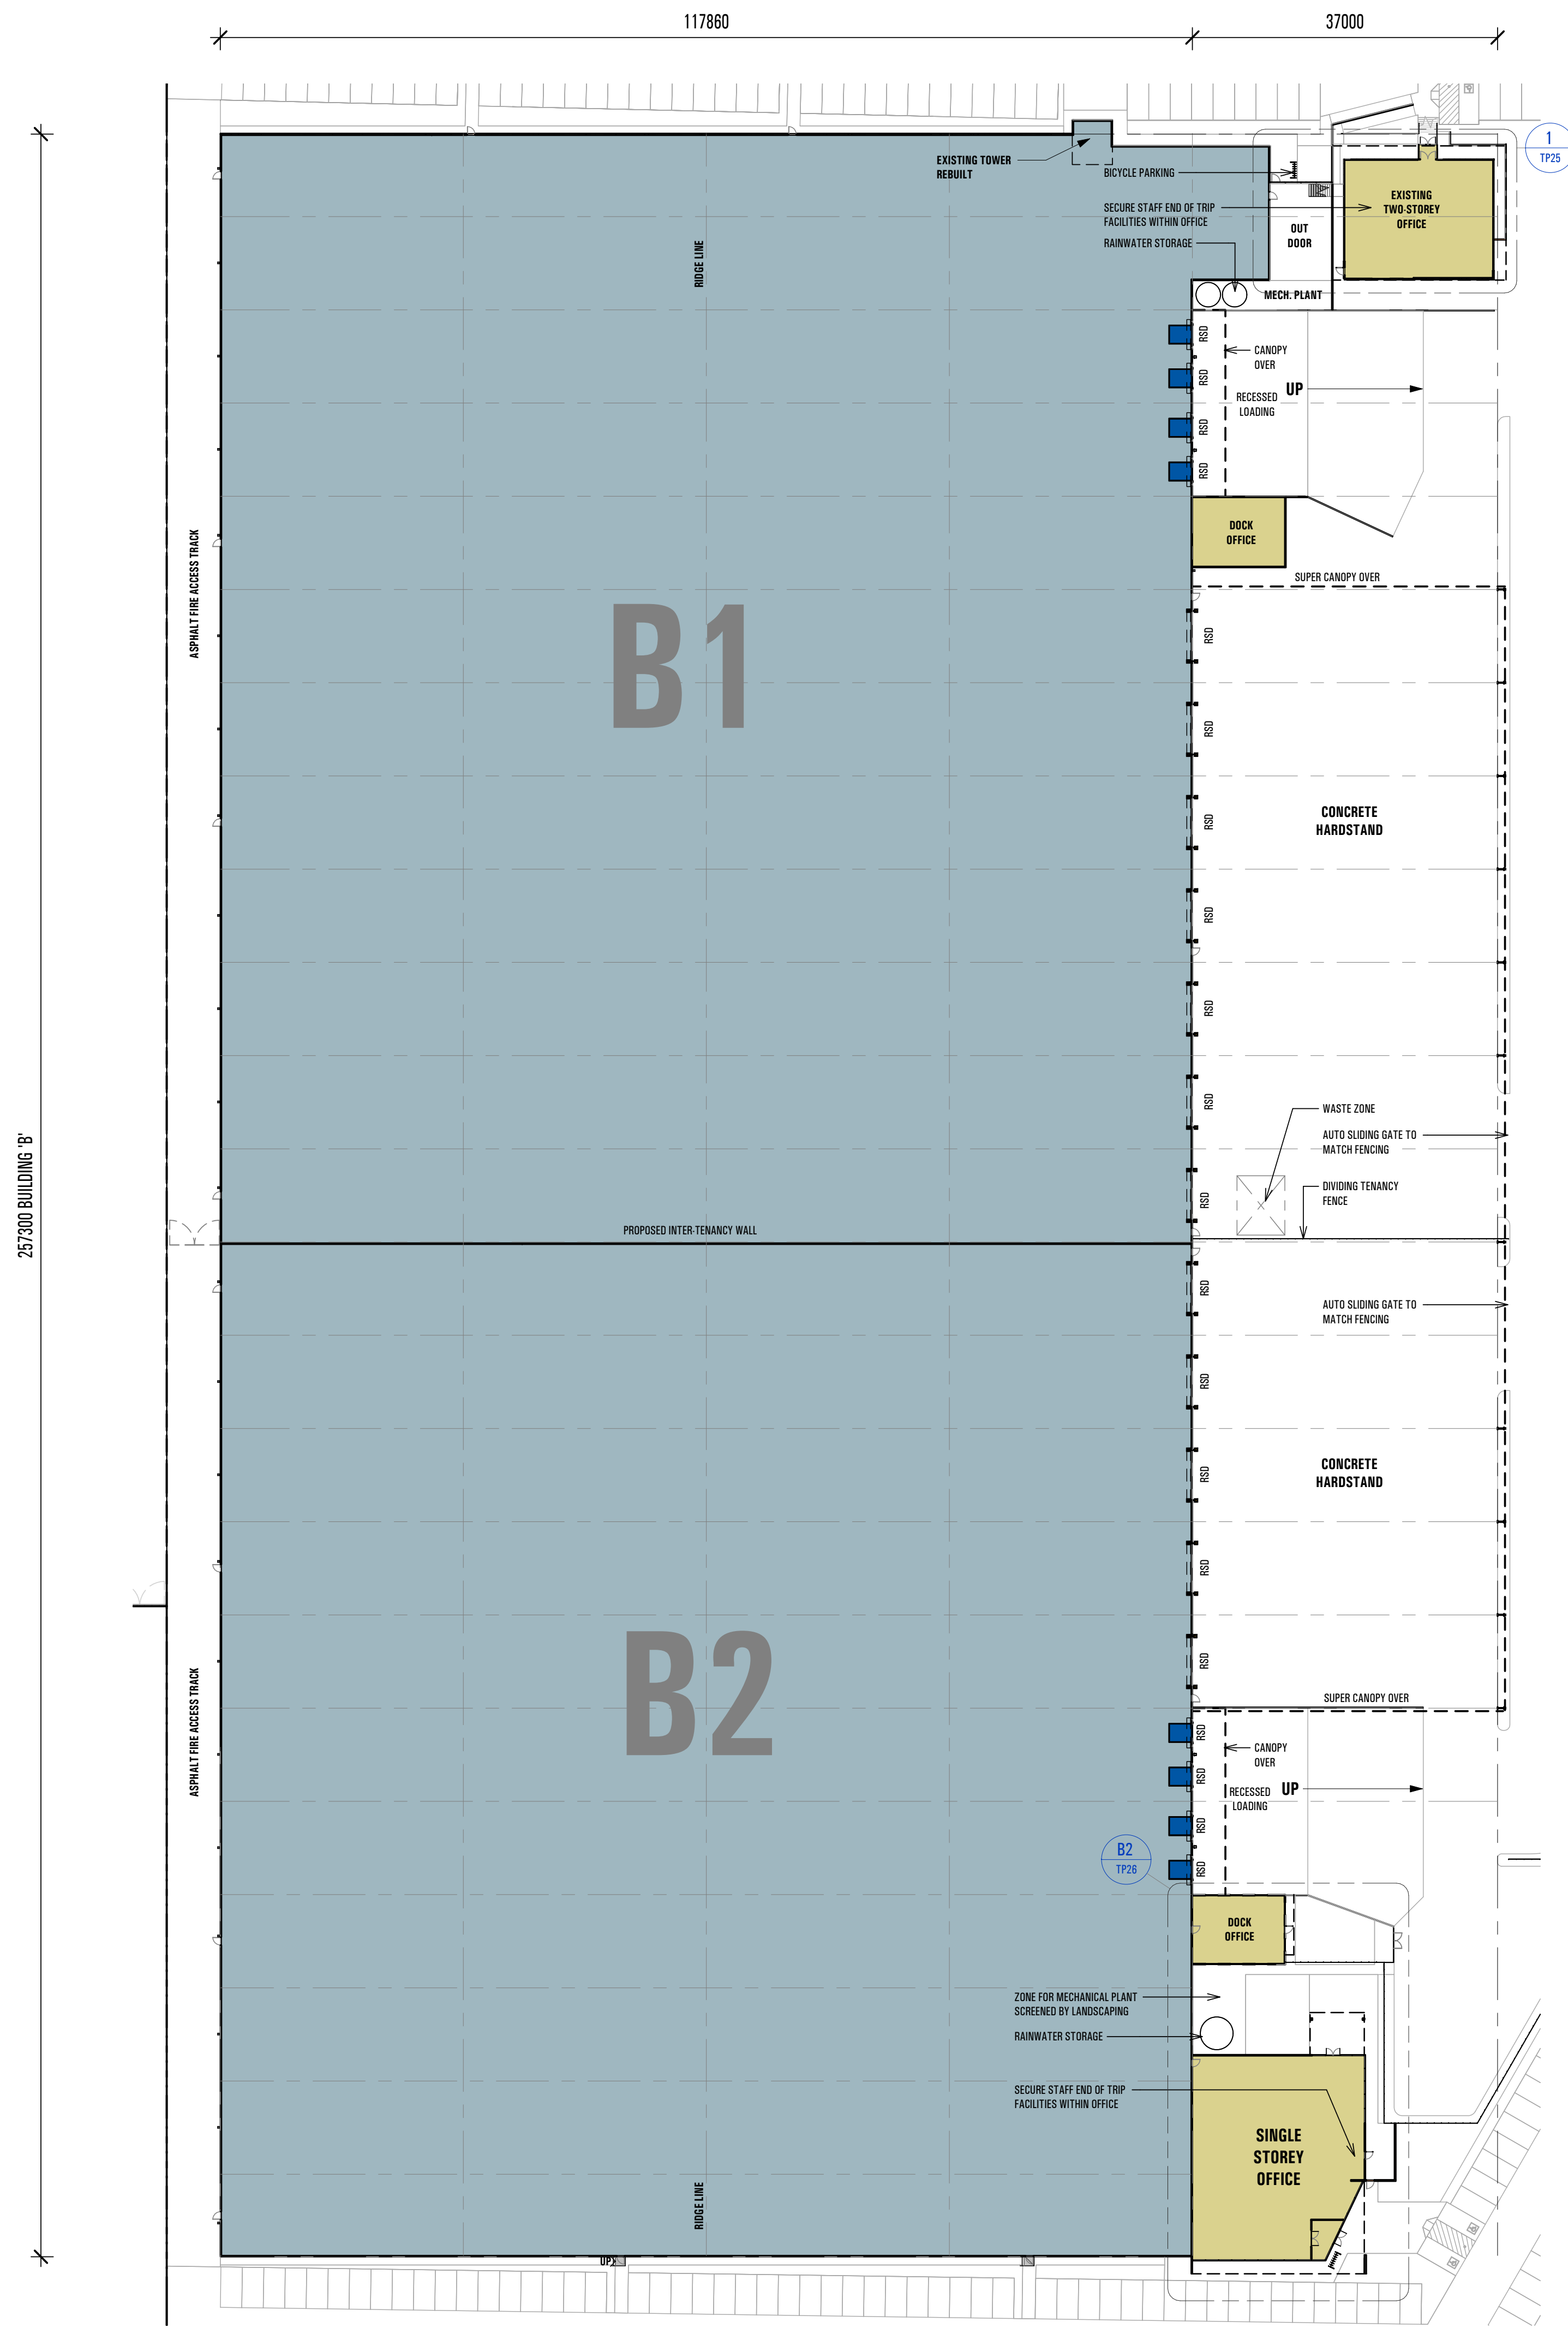 117860
37000
1
TP25
EXISTING TOWER
REBUILT
BICYCLE PARKING
SECURE STAFF END OF TRIP
FACILITIES WITHIN OFFICE
RAINWATER STORAGE
EXISTING
TWO-STOREY
OFFICE
OUT
DOOR
RIDGE LINE
MECH. PLANT
RSD
CANOPY
OVER
RSD
UP
RECESSED
LOADING
RSD
RSD
DOCK
OFFICE
SUPER CANOPY OVER
ASPHALT FIRE ACCESS TRACK
B1
RSD
RSD
RSD
CONCRETE
HARDSTAND
RSD
RSD
RSD
WASTE ZONE
AUTO SLIDING GATE TO
MATCH FENCING
DIVIDING TENANCY
FENCE
RSD
257300 BUILDING 'B'
PROPOSED INTER-TENANCY WALL
RSD
AUTO SLIDING GATE TO
MATCH FENCING
RSD
RSD
CONCRETE
HARDSTAND
RSD
RSD
SUPER CANOPY OVER
ASPHALT FIRE ACCESS TRACK
B2
RSD
CANOPY
OVER
RSD
UP
RECESSED
LOADING
RSD
B2
TP26
RSD
DOCK
OFFICE
ZONE FOR MECHANICAL PLANT
SCREENED BY LANDSCAPING
RAINWATER STORAGE
SECURE STAFF END OF TRIP
FACILITIES WITHIN OFFICE
SINGLE
STOREY
OFFICE
RIDGE LINE
UP